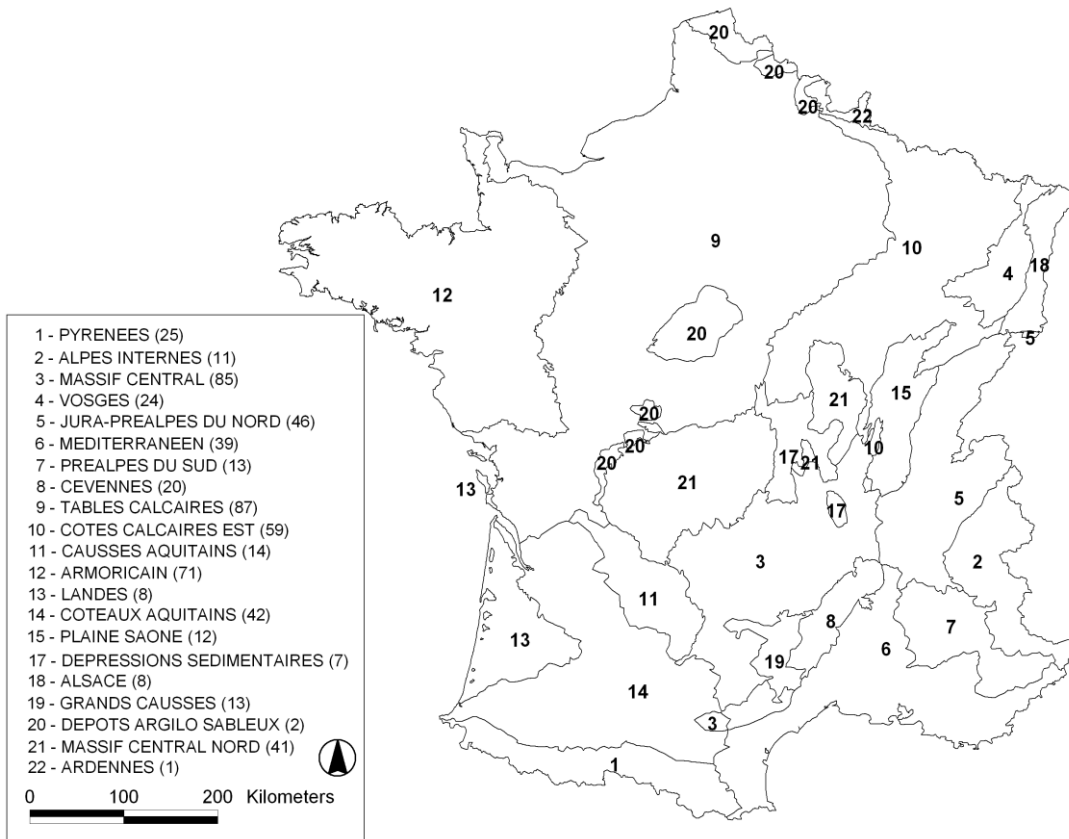 20
20
20
22
9
10
4
18
12
20
5
21
15
20
10
20
17
21
20
21
13
17
5
3
2
11
8
7
13
6
19
14
3
1
1 - PYRENEES (25)
2 - ALPES INTERNES (11)
3 - MASSIF CENTRAL (85)
4 - VOSGES (24)
5 - JURA-PREALPES DU NORD (46)
6 - MEDITERRANEEN (39)
7 - PREALPES DU SUD (13)
8 - CEVENNES (20)
9 - TABLES CALCAIRES (87)
10 - COTES CALCAIRES EST (59)
11 - CAUSSES AQUITAINS (14)
12 - ARMORICAIN (71)
13 - LANDES (8)
14 - COTEAUX AQUITAINS (42)
15 - PLAINE SAONE (12)
17 - DEPRESSIONS SEDIMENTAIRES (7)
18 - ALSACE (8)
19 - GRANDS CAUSSES (13)
20 - DEPOTS ARGILO SABLEUX (2)
21 - MASSIF CENTRAL NORD (41)
22 - ARDENNES (1)
0 100 200 Kilometers